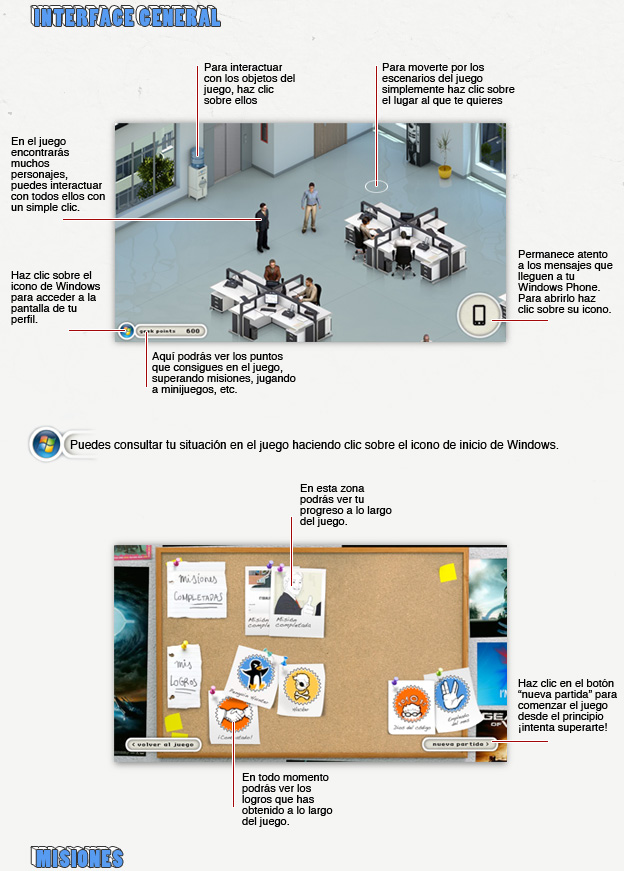 INTERFACE GENERAL
Para interactuar
con los objetos del
juego, haz clic
sobre ellos
Para moverte por los
escenarios del juego
simplemente haz clic sobre
el lugar al que te quieres
En el juego
encontrarás
muchos
personajes,
puedes interactuar
con todos ellos con
un simple clic.
Haz clic sobre el
icono de Windows
para acceder a la
pantalla de tu
perfil.
Permanece atento
a los mensajes que
lleguen a tu
Windows Phone.
Para abrirlo haz
clic sobre su icono.
geek points 600
Aquí podrás ver los puntos
que consigues en el juego,
superando misiones, jugando
a minijuegos, etc.
Puedes consultar tu situación en el juego haciendo clic sobre el icono de inicio de Windows.
En esta zona
podrás ver tu
progreso a lo largo
del juego.
misiones
COMPLETADAS
Misión
completada
mis
LOGROS
¡Contratado!
Dios del código
Empleado
del mes
< volver al juego
nueva partida >
Haz clic en el botón
“nueva partida” para
comenzar el juego
desde el principio
¡intenta superarte!
En todo momento
podrás ver los
logros que has
obtenido a lo largo
del juego.
MISIONES